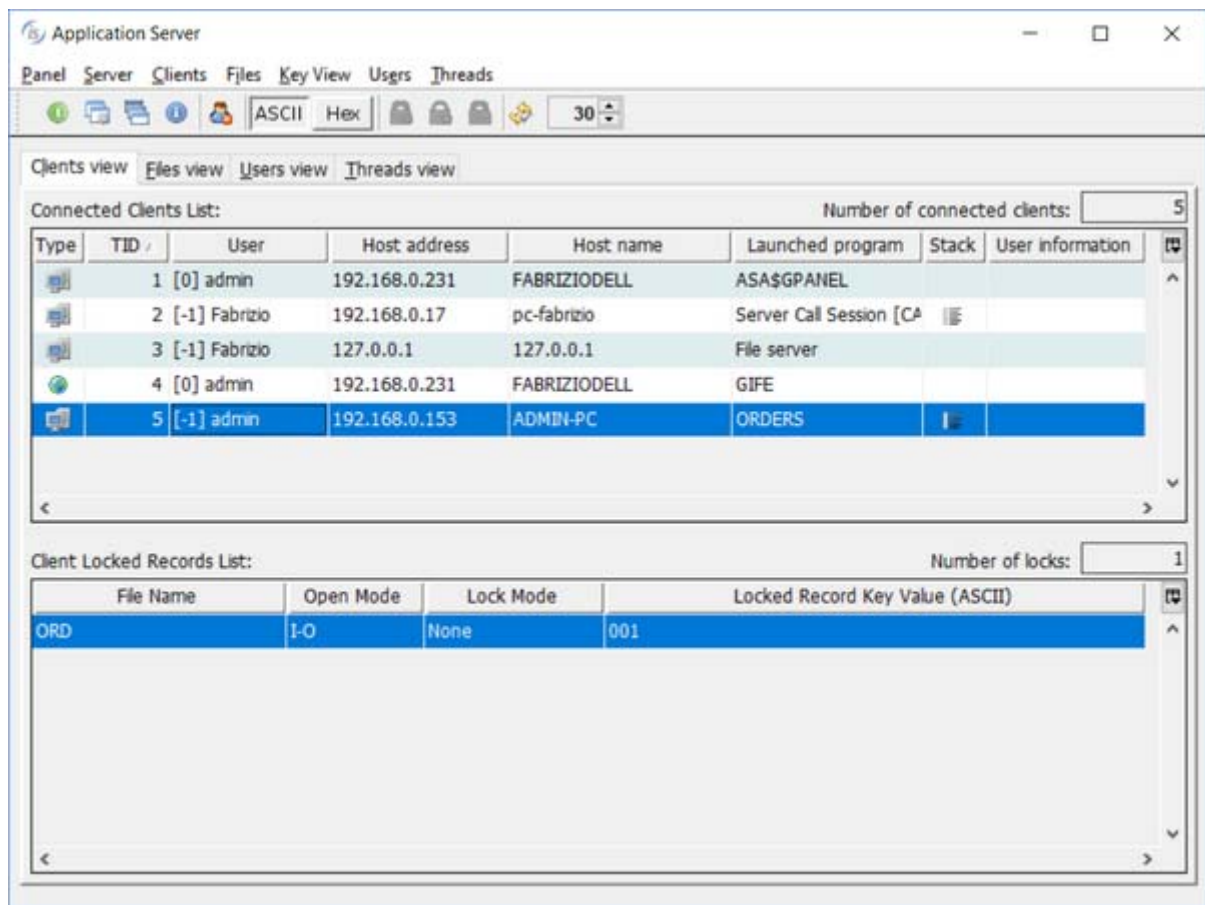 Application Server
Panel Server Clients Files Key View Users Threads
ASCII Hex 30
Clients view Files view Users view Threads view
Connected Clients List: Number of connected clients: 5
Type TID User Host address Host name Launched program Stack User information
1 [0] admin 192.168.0.231 FABRIZIODELL ASA$GPANEL
2 [-1] Fabrizio 192.168.0.17 pc-fabrizio Server Call Session [CA
3 [-1] Fabrizio 127.0.0.1 127.0.0.1 File server
4 [0] admin 192.168.0.231 FABRIZIODELL GIFE
5 [-1] admin 192.168.0.153 ADMIN-PC ORDERS
Client Locked Records List: Number of locks: 1
File Name Open Mode Lock Mode Locked Record Key Value (ASCII)
ORD I-O None 001